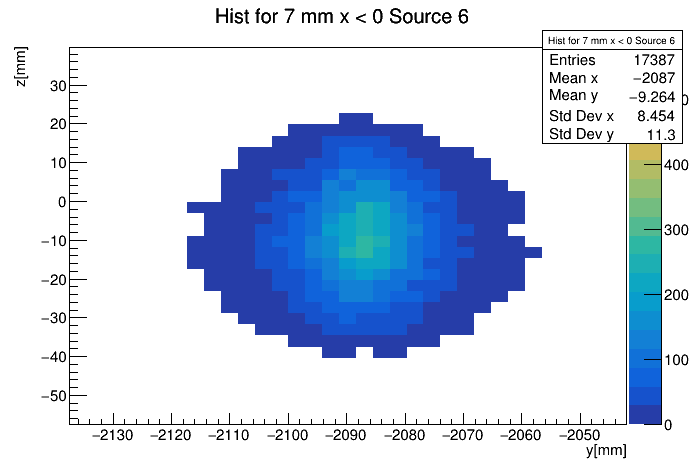 Hist for 7 mm x < 0 Source 6
Hist for 7 mm x < 0 Source 6
Entries 17387
Mean x −2087
Mean y −9.264
Std Dev x 8.454
Std Dev y 11.3
z[mm]
30
20
10
0
−10
−20
−30
−40
−50
−2130 −2120 −2110 −2100 −2090 −2080 −2070 −2060 −2050
y[mm]
400
300
200
100
0